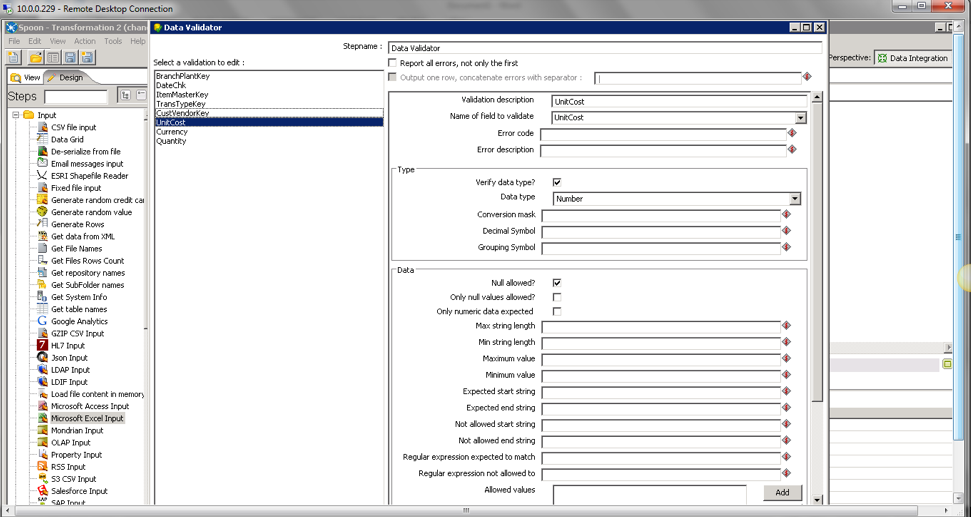 10.0.0.229 - Remote Desktop Connection
Spoon - Transformation 2 (chan
File Edit View Action Tools Help
View Design
Steps
Input
CSV file input
Data Grid
De-serialize from file
Email messages input
ESRI Shapefile Reader
Fixed file input
Generate random credit car
Generate random value
Generate Rows
Get data from XML
Get File Names
Get Files Rows Count
Get repository names
Get SubFolder names
Get System Info
Get table names
Google Analytics
GZIP CSV Input
HL7 Input
Json Input
LDAP Input
LDIF Input
Load file content in memory
Microsoft Access Input
Microsoft Excel Input
Mondrian Input
OLAP Input
Property Input
RSS Input
S3 CSV Input
Salesforce Input
SAP Input
Data Validator
Stepname : Data Validator
Select a validation to edit :
BranchPlantKey
DateChk
ItemMasterKey
TransTypeKey
CustVendorKey
UnitCost
Currency
Quantity
Report all errors, not only the first
Output one row, concatenate errors with separator :
Validation description UnitCost
Name of field to validate UnitCost
Error code
Error description
Type
Verify data type?
Data type Number
Conversion mask
Decimal Symbol
Grouping Symbol
Data
Null allowed?
Only null values allowed?
Only numeric data expected
Max string length
Min string length
Maximum value
Minimum value
Expected start string
Expected end string
Not allowed start string
Not allowed end string
Regular expression expected to match
Regular expression not allowed to
Allowed values Add
Perspective: Data Integration